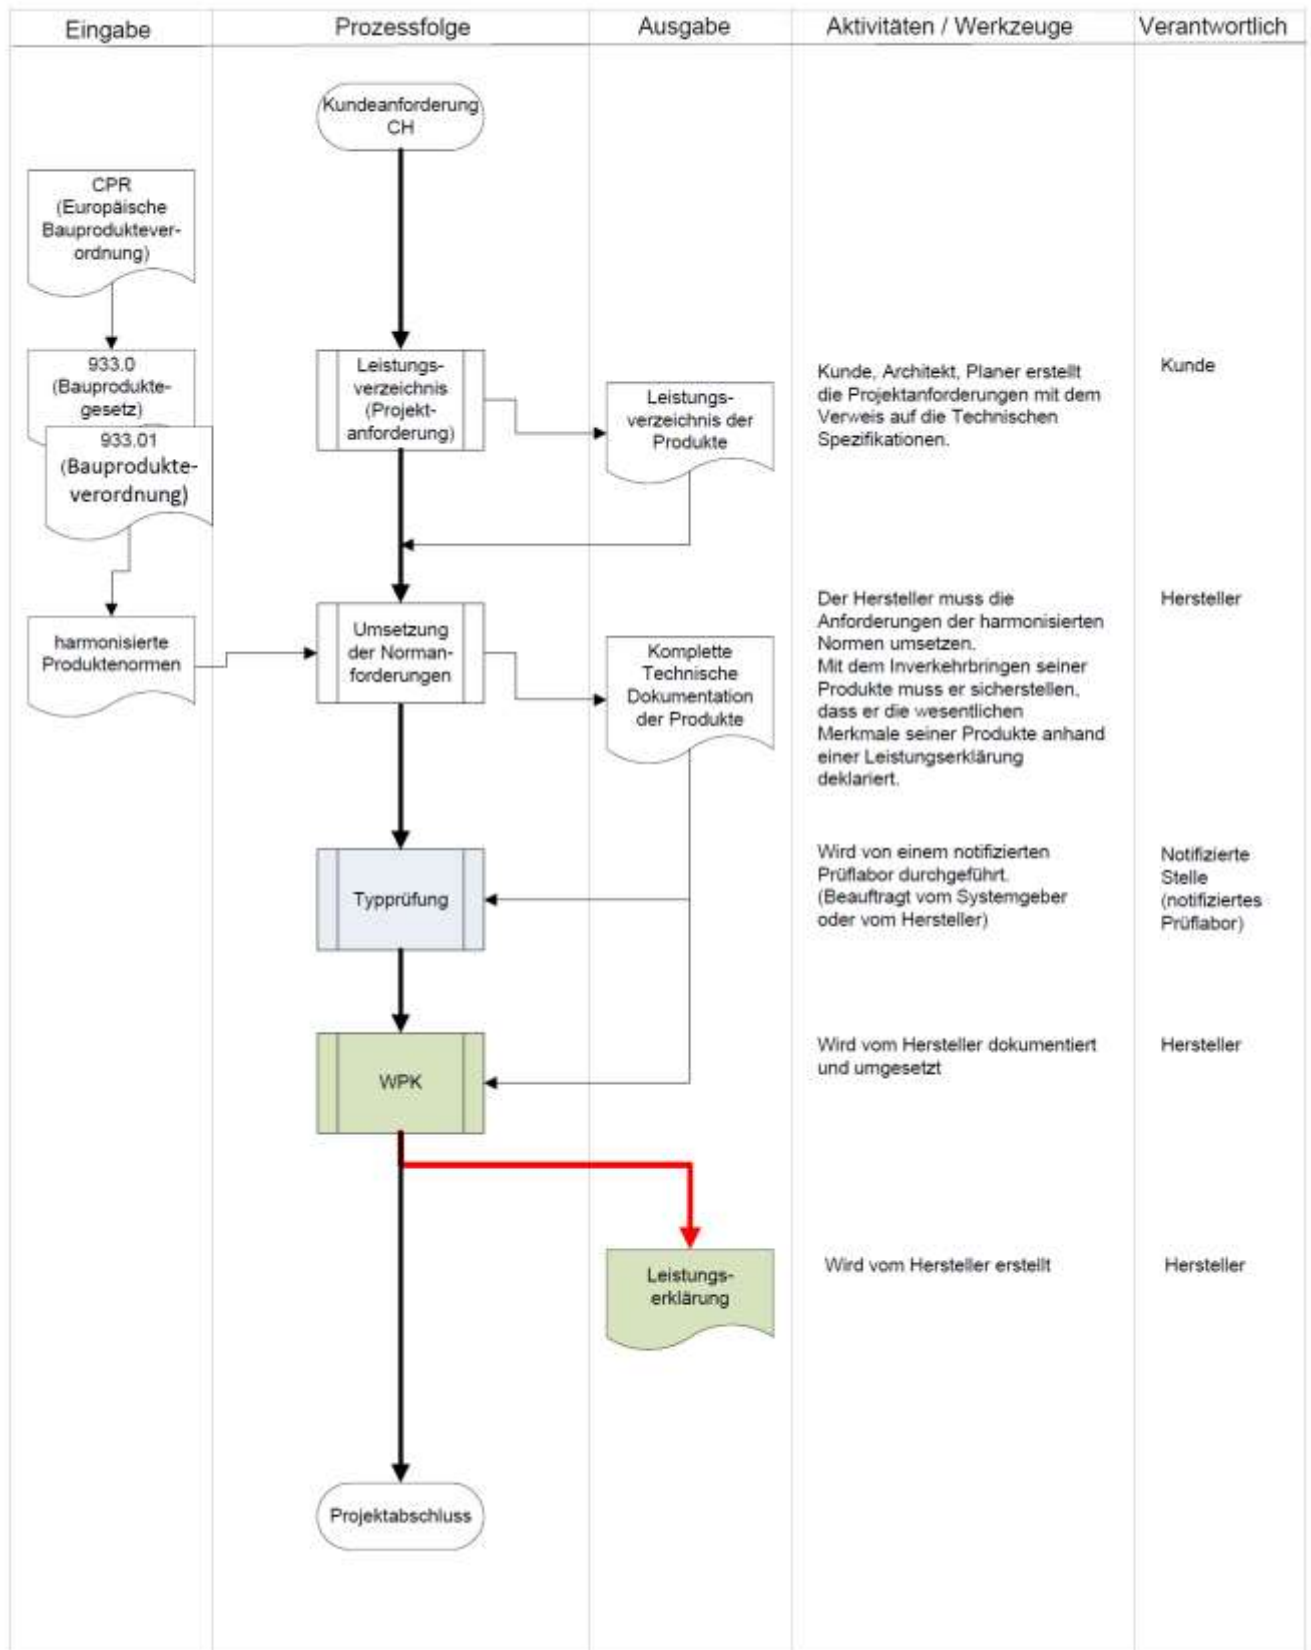 Eingabe
Prozessfolge
Ausgabe
Aktivitäten / Werkzeuge
Verantwortlich
Kundeanforderung
CH
CPR
(Europäische
Bauproduktever-
ordnung)
933.0
(Bauprodukte-
gesetz)
933.01
(Bauprodukte-
verordnung)
Leistungs-
verzeichnis
(Projekt-
anforderung)
Leistungs-
verzeichnis der
Produkte
Kunde, Architekt, Planer erstellt
die Projektanforderungen mit dem
Verweis auf die Technischen
Spezifikationen.
Kunde
harmonisierte
Produktenormen
Umsetzung
der Norman-
forderungen
Komplette
Technische
Dokumentation
der Produkte
Der Hersteller muss die
Anforderungen der harmonisierten
Normen umsetzen.
Mit dem Inverkehrbringen seiner
Produkte muss er sicherstellen,
dass er die wesentlichen
Merkmale seiner Produkte anhand
einer Leistungserklärung
deklariert.
Hersteller
Typprüfung
Wird von einem notifizierten
Prüflabor durchgeführt.
(Beauftragt vom Systemgeber
oder vom Hersteller)
Notifizierte
Stelle
(notifiziertes
Prüflabor)
WPK
Wird vom Hersteller dokumentiert
und umgesetzt
Hersteller
Leistungs-
erklärung
Wird vom Hersteller erstellt
Hersteller
Projektabschluss